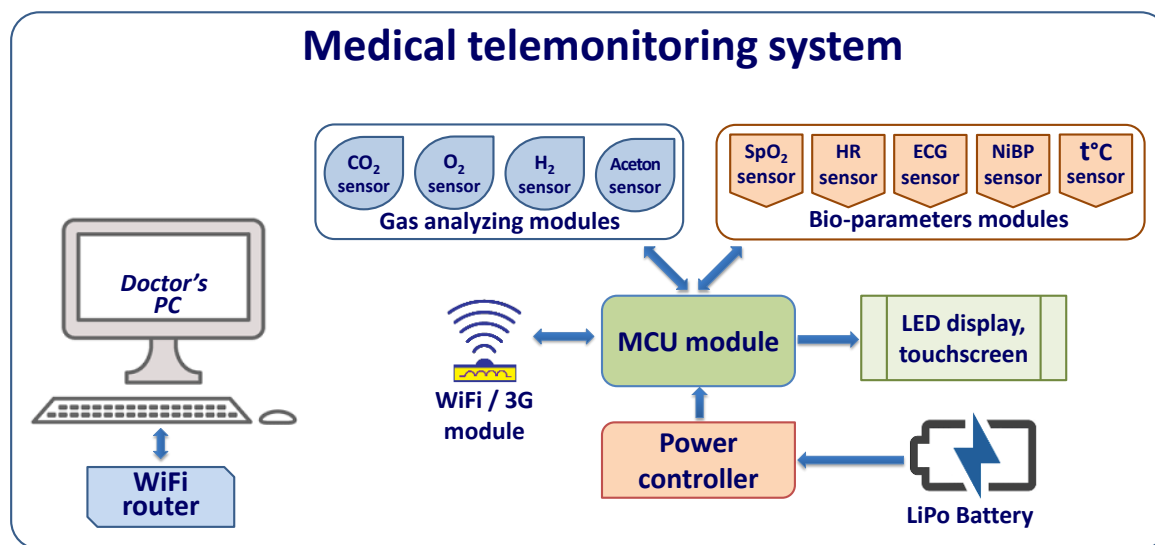 Medical telemonitoring system
CO₂
sensor
O₂
sensor
H₂
sensor
Aceton
sensor
Gas analyzing modules
SpO₂
sensor
HR
sensor
ECG
sensor
NiBP
sensor
t°C
sensor
Bio-parameters modules
Doctor’s
PC
WiFi / 3G
module
MCU module
LED display,
touchscreen
WiFi
router
Power
controller
LiPo Battery